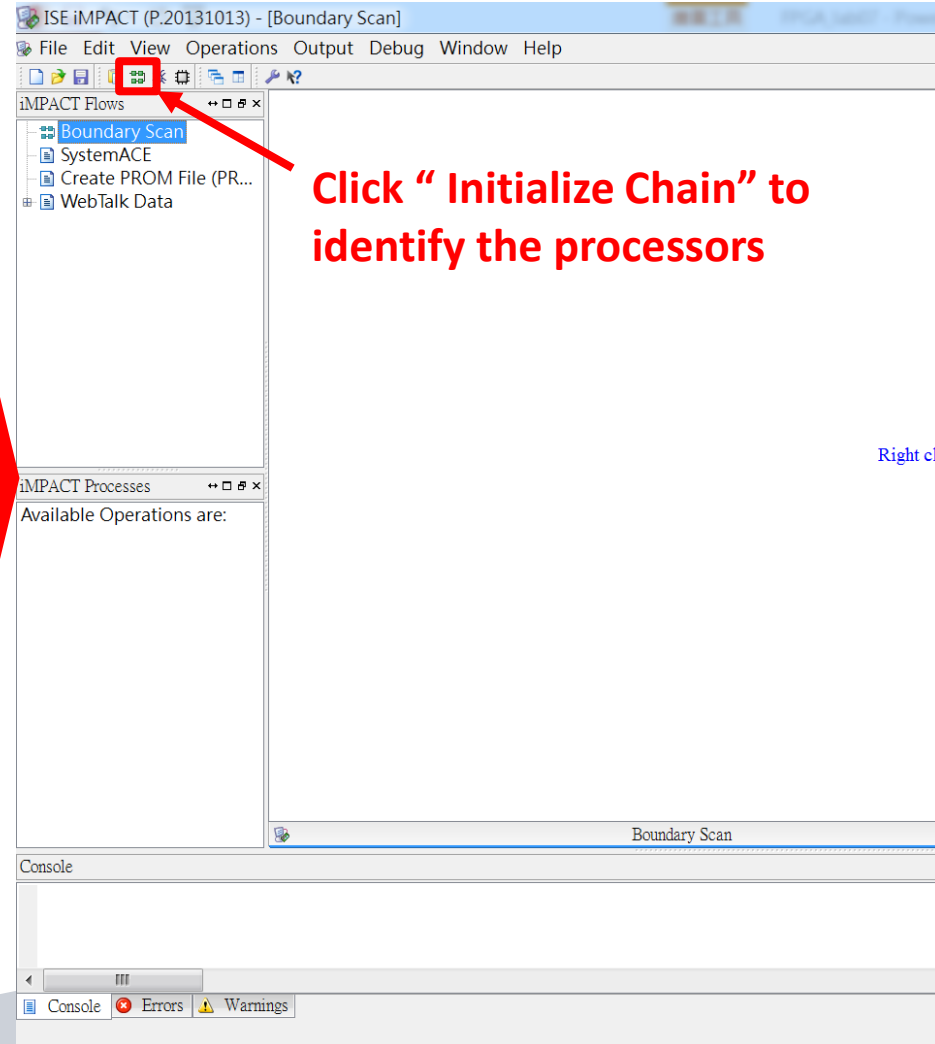 ISE iMPACT (P.20131013) - [Boundary Scan]
File Edit View Operations Output Debug Window Help
iMPACT Flows
Boundary Scan
SystemACE
Create PROM File (PR...
WebTalk Data
Click “ Initialize Chain” to
identify the processors
Right cl
iMPACT Processes
Available Operations are:
Boundary Scan
Console
Console Errors Warnings